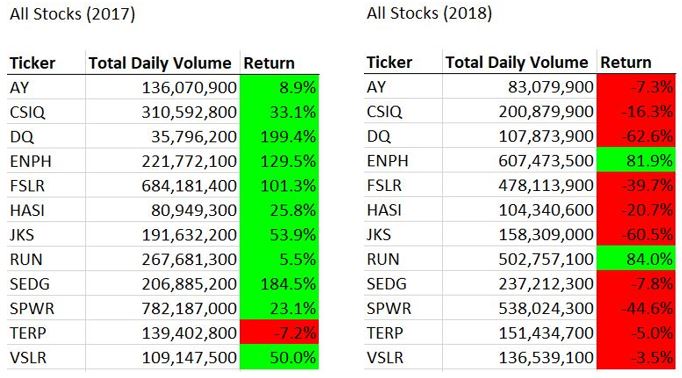 All Stocks (2017)
Ticker Total Daily Volume Return
AY 136,070,900 8.9%
CSIQ 310,592,800 33.1%
DQ 35,796,200 199.4%
ENPH 221,772,100 129.5%
FSLR 684,181,400 101.3%
HASI 80,949,300 25.8%
JKS 191,632,200 53.9%
RUN 267,681,300 5.5%
SEDG 206,885,200 184.5%
SPWR 782,187,000 23.1%
TERP 139,402,800 -7.2%
VSLR 109,147,500 50.0%
All Stocks (2018)
Ticker Total Daily Volume Return
AY 83,079,900 -7.3%
CSIQ 200,879,900 -16.3%
DQ 107,873,900 -62.6%
ENPH 607,473,500 81.9%
FSLR 478,113,900 -39.7%
HASI 104,340,600 -20.7%
JKS 158,309,000 -60.5%
RUN 502,757,100 84.0%
SEDG 237,212,300 -7.8%
SPWR 538,024,300 -44.6%
TERP 151,434,700 -5.0%
VSLR 136,539,100 -3.5%